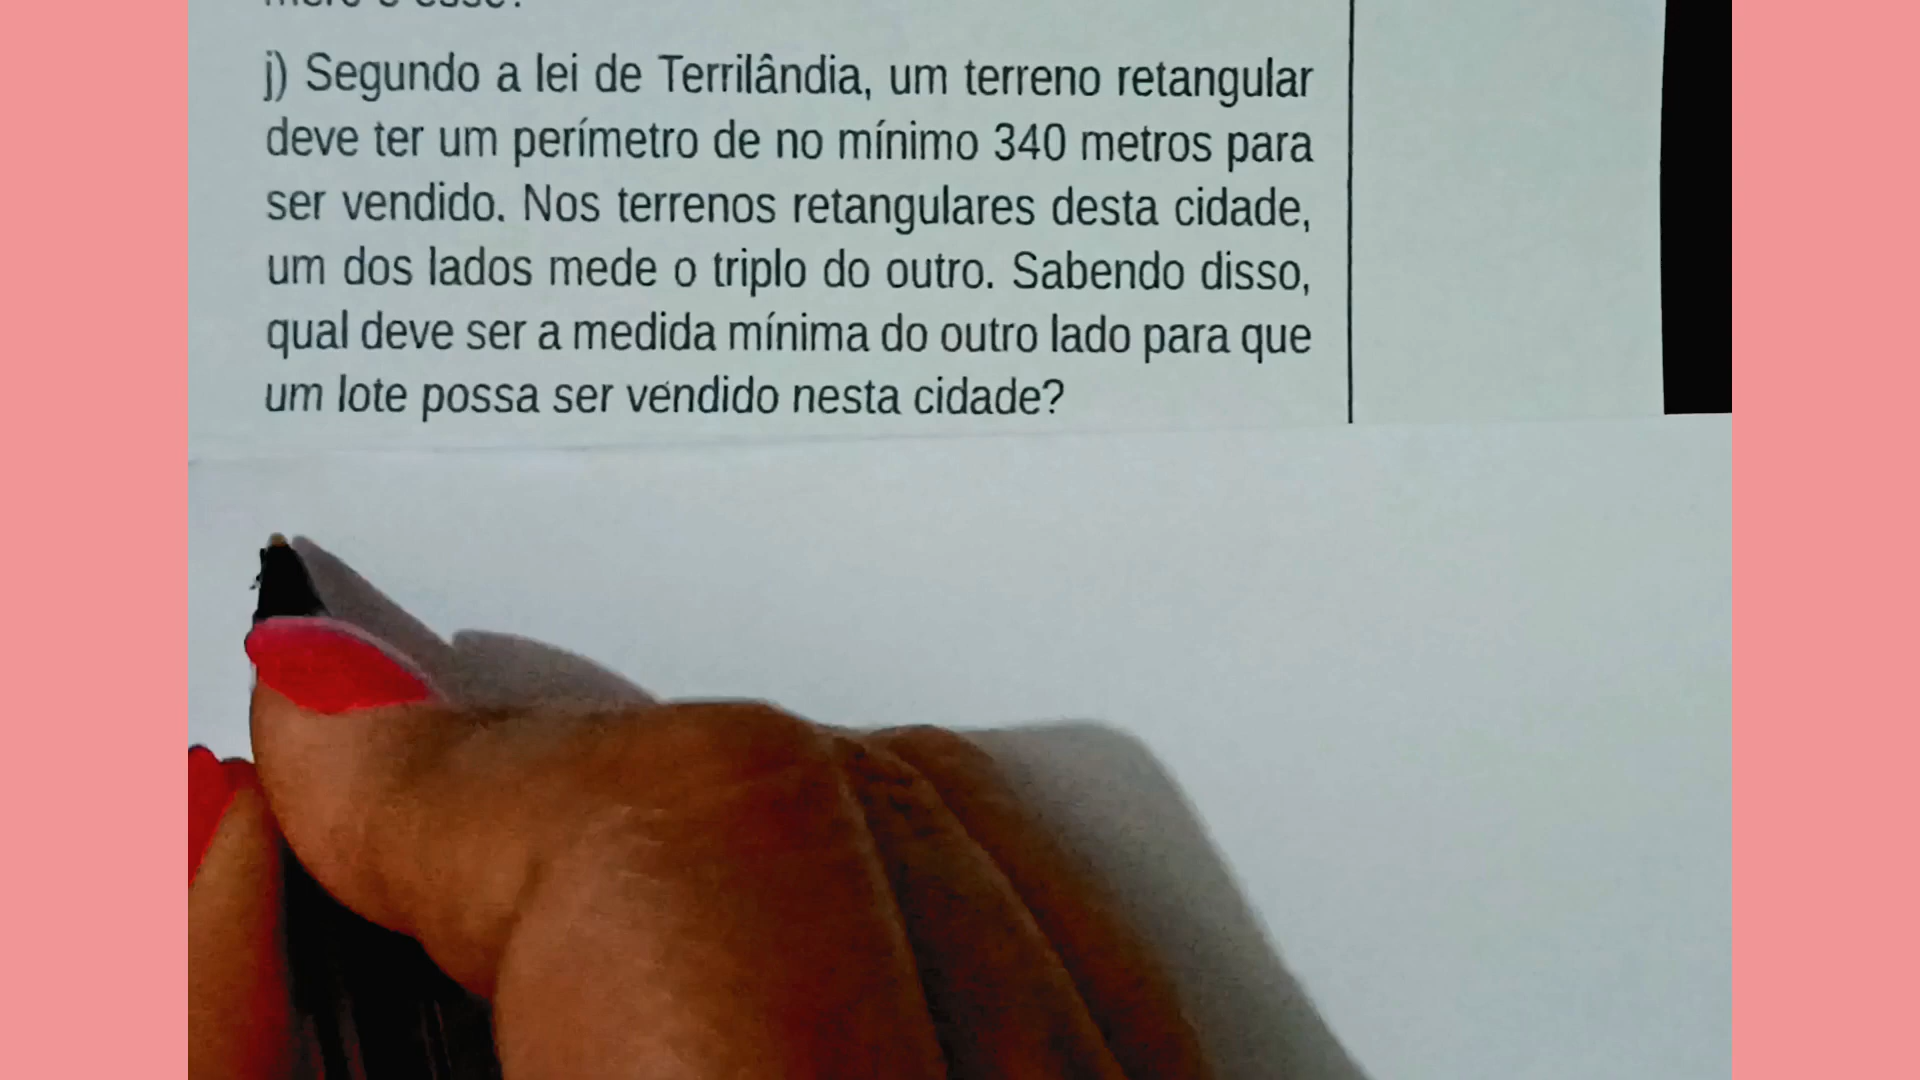 j) Segundo a lei de Terrilândia, um terreno retangular
deve ter um perímetro de no mínimo 340 metros para
ser vendido. Nos terrenos retangulares desta cidade,
um dos lados mede o triplo do outro. Sabendo disso,
qual deve ser a medida mínima do outro lado para que
um lote possa ser vendido nesta cidade?